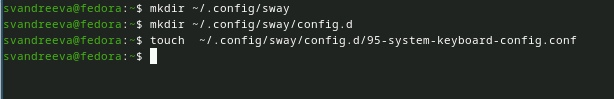 svandreeva@fedora:~$ mkdir ~/.config/sway
svandreeva@fedora:~$ mkdir ~/.config/sway/config.d
svandreeva@fedora:~$ touch  ~/.config/sway/config.d/95-system-keyboard-config.conf
svandreeva@fedora:~$